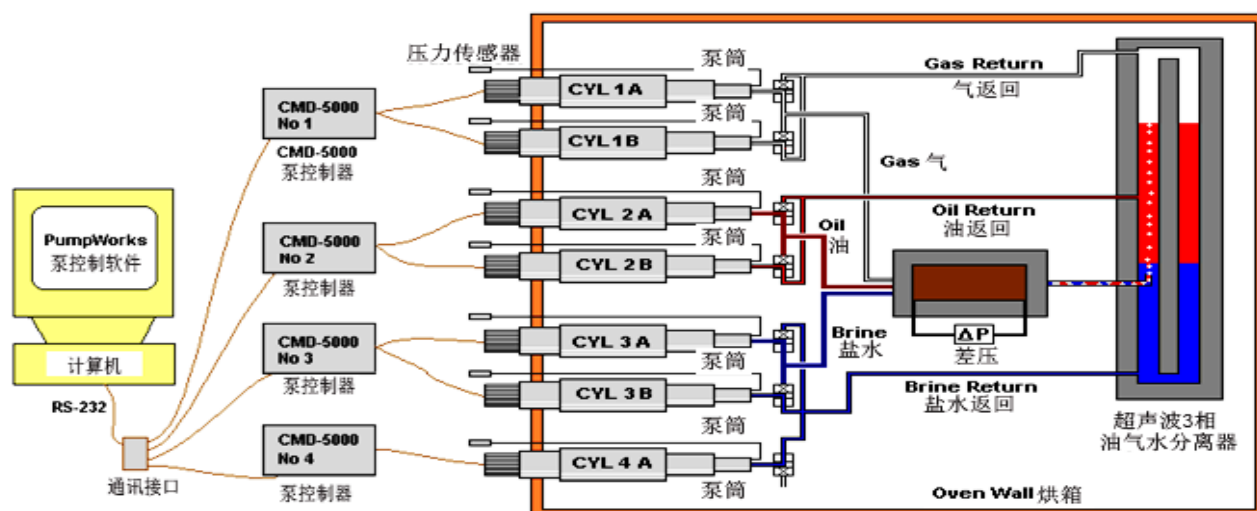 压力传感器
泵筒
Gas Return
气返回
CYL 1A
CMD-5000
No 1
泵筒
CMD-5000
泵控制器
CYL 1B
Gas 气
泵筒
CYL 2A
Oil Return
油返回
Oil
油
PumpWorks
泵控制软件
CMD-5000
No 2
泵控制器
泵筒
CYL 2B
泵筒
Brine
盐水
ΔP
差压
CYL 3A
计算机
CMD-5000
No 3
泵控制器
泵筒
CYL 3B
Brine Return
盐水返回
RS-232
泵筒
超声波3相
油气水分离器
CMD-5000
No 4
泵控制器
CYL 4A
泵筒
通讯接口
Oven Wall 烘箱